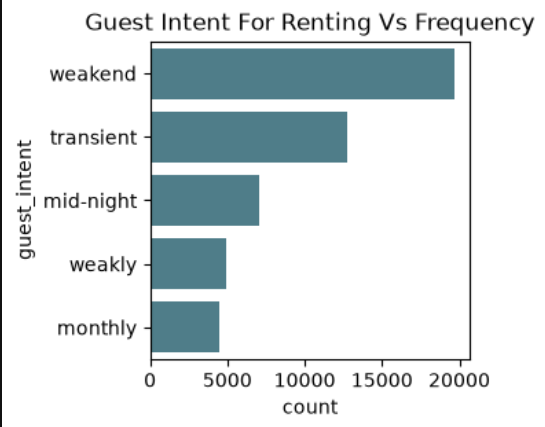 Guest Intent For Renting Vs Frequency
guest_intent
weakend
transient
mid-night
weakly
monthly
0 5000 10000 15000 20000
count